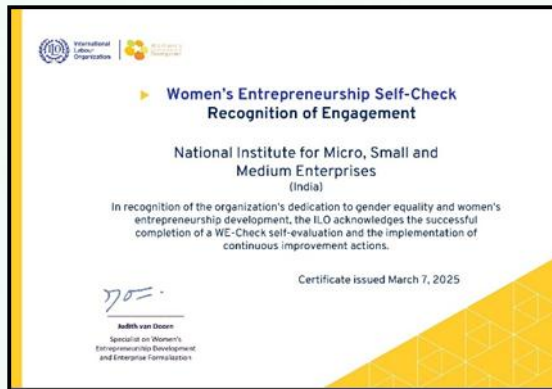 International
Labour
Organization
Women's Entrepreneurship Self-Check
Recognition of Engagement
National Institute for Micro, Small and
Medium Enterprises
(India)
In recognition of the organization's dedication to gender equality and women's
entrepreneurship development, the ILO acknowledges the successful
completion of a WE-Check self-evaluation and the implementation of
continuous improvement actions.
Certificate issued March 7, 2025
Judith van Doorn
Specialist on Women's
Entrepreneurship Development
and Enterprise Formalization